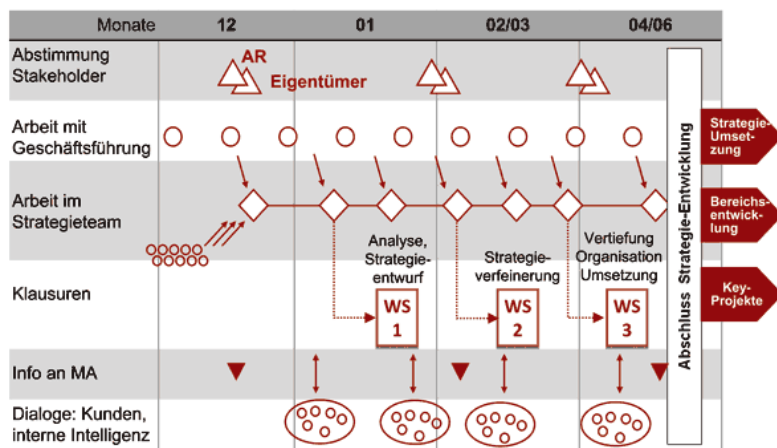 Monate 12 01 02/03 04/06
Abstimmung
Stakeholder
AR
Eigentümer
Arbeit mit
Geschäftsführung
Arbeit im
Strategieteam
Analyse,
Strategie-
entwurf
Strategie-
verfeinerung
Vertiefung
Organisation
Umsetzung
Klausuren
WS
1
WS
2
WS
3
Info an MA
Dialoge: Kunden,
interne Intelligenz
Abschluss Strategie-Entwicklung
Strategie-
Umset-
zung
Bereichs-
entwick-
lung
Key-
Projekte